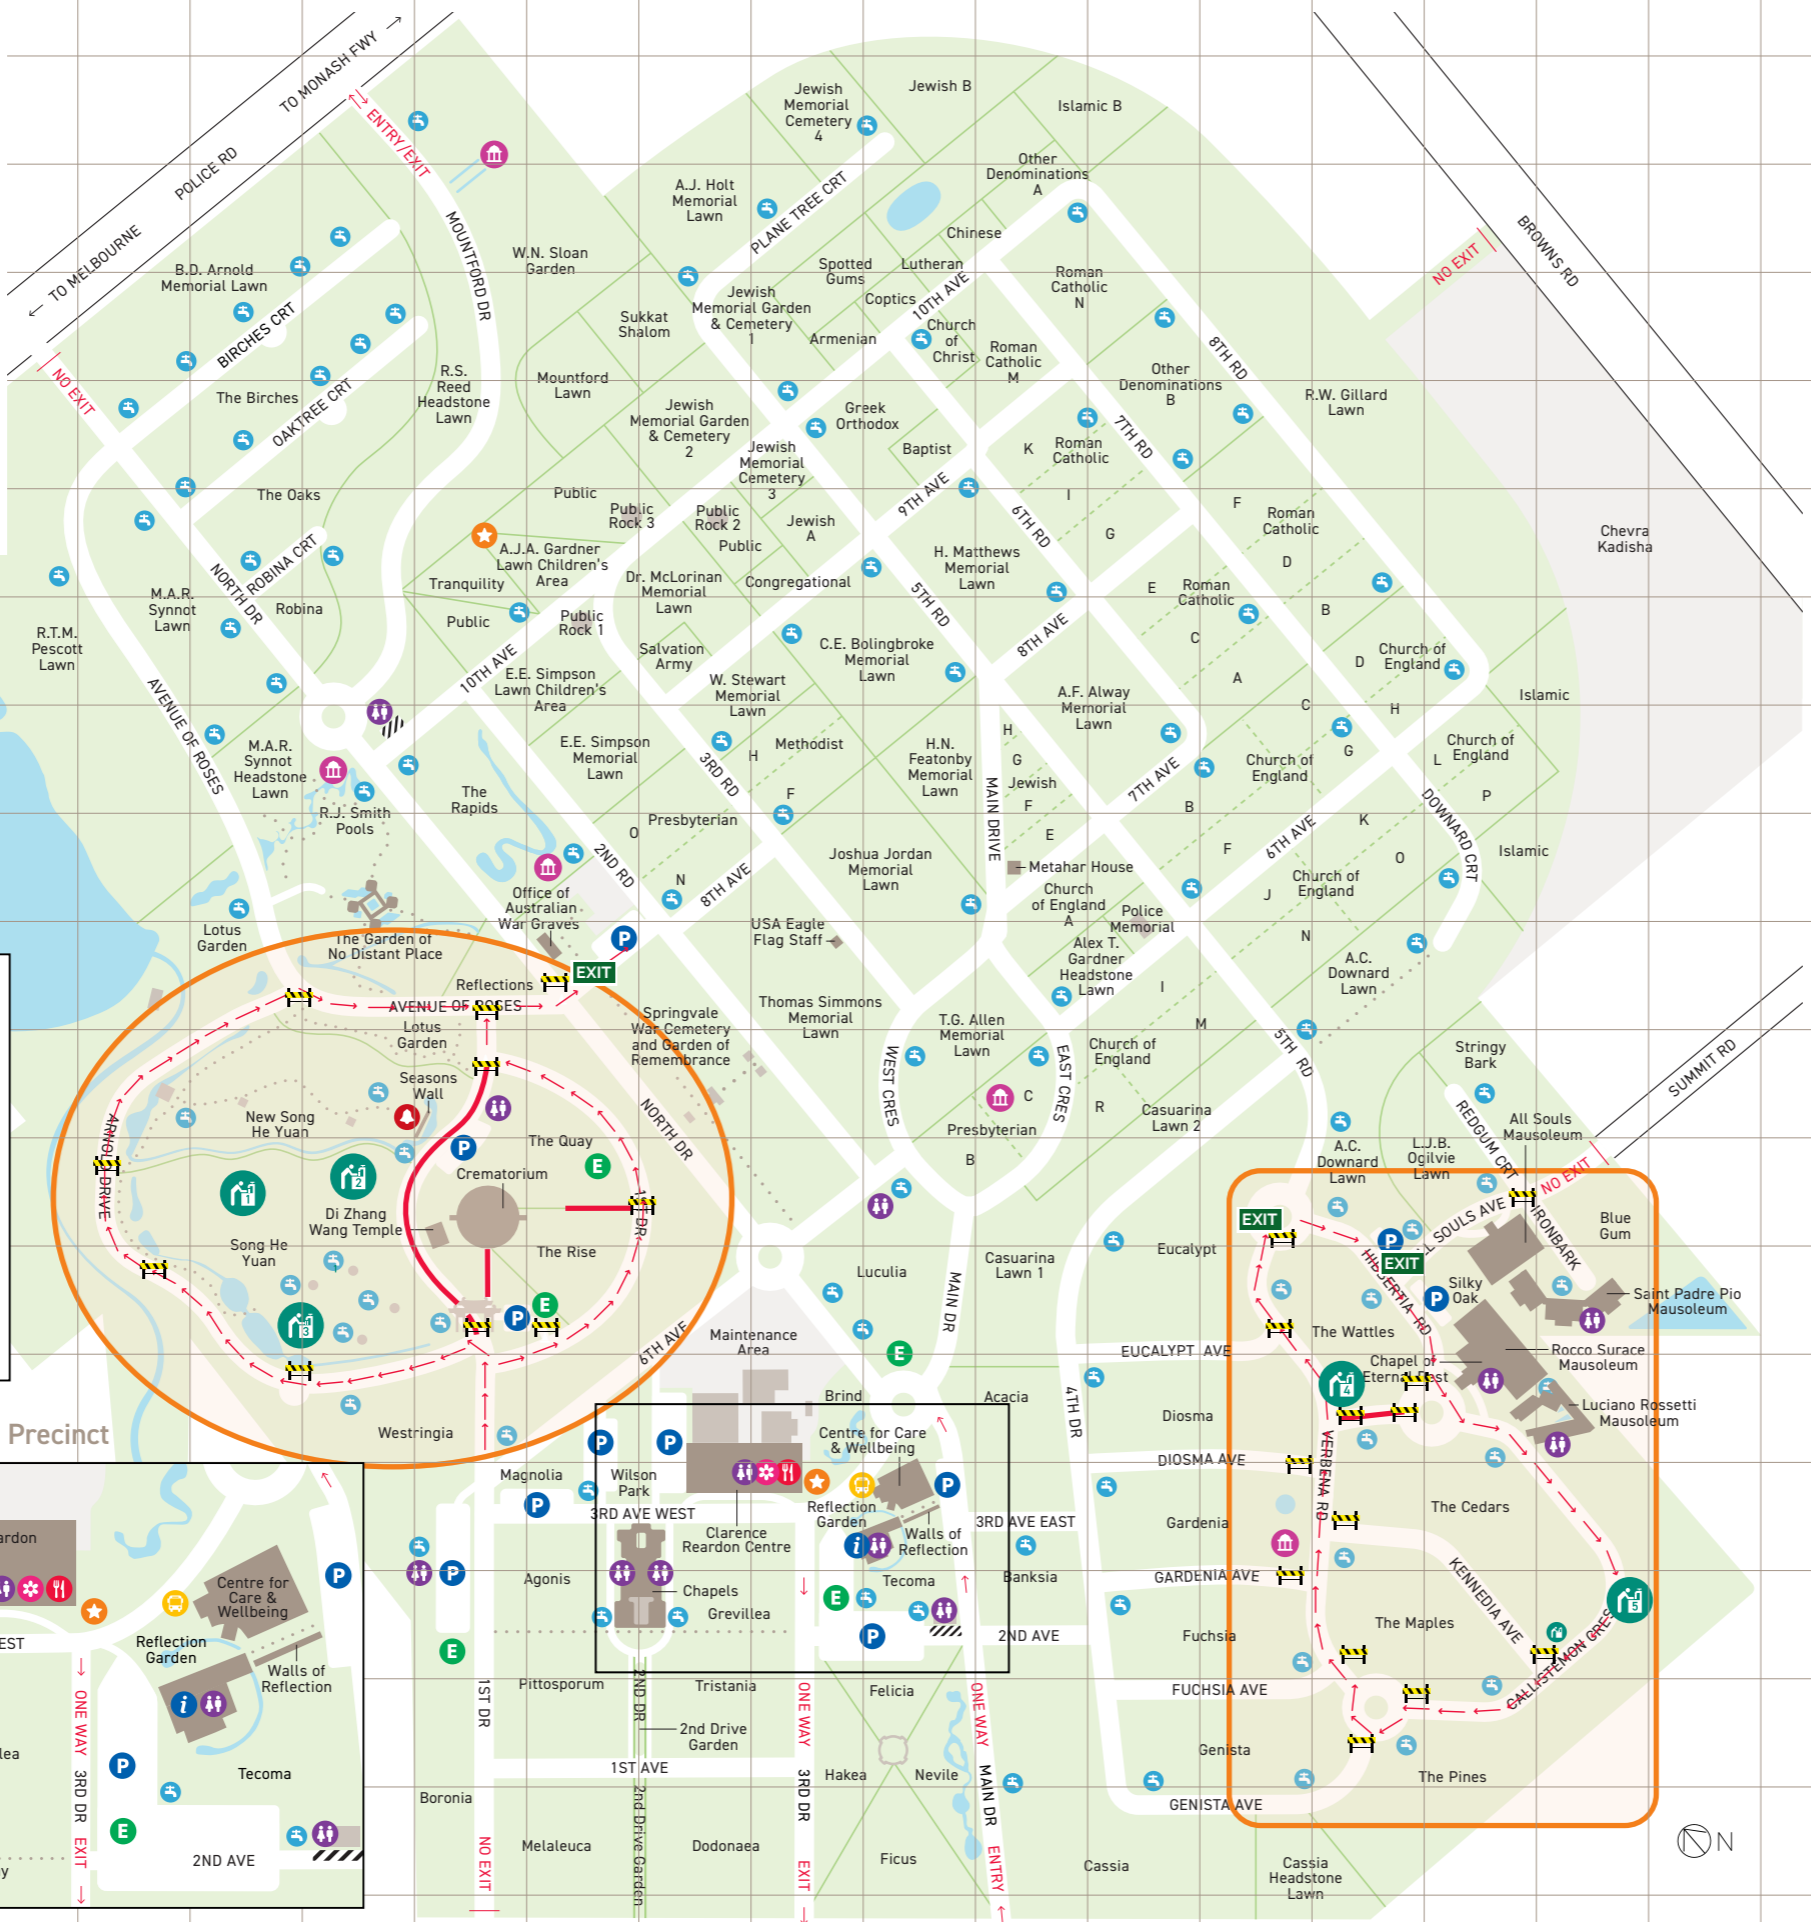 TO MONASH FWY
POLICE RD
TO MELBOURNE
ENTRY/EXIT
MOUNTFORD DR
NO EXIT
B.D. Arnold
Memorial Lawn
BIRCHES CRT
The Birches
OAKTREE CRT
R.S.
Reed
Headstone
Lawn
The Oaks
ROBINA CRT
NORTH DR
M.A.R.
Synnot
Lawn
Robina
R.T.M.
Pescott
Lawn
AVENUE OF ROSES
M.A.R.
Synnot
Headstone
Lawn
R.J. Smith
Pools
W.N. Sloan
Garden
Sukkat
Shalom
Mountford
Lawn
A.J. Holt
Memorial
Lawn
Jewish
Memorial
Cemetery
4
Jewish B
Islamic B
PLANE TREE CRT
Other
Denominations
A
Chinese
Spotted
Gums
Lutheran
Coptics
10TH AVE
Jewish
Memorial Garden
& Cemetery
1
Armenian
Church
of
Christ
Roman
Catholic
N
Roman
Catholic
M
8TH RD
Other
Denominations
B
R.W. Gillard
Lawn
NO EXIT
BROWNS RD
Chevra
Kadisha
Jewish
Memorial Garden
& Cemetery
2
Jewish
Memorial
Cemetery
3
Greek
Orthodox
Baptist
K
Roman
Catholic
7TH RD
I
G
F
Roman
Catholic
D
9TH AVE
6TH RD
Public
Public
Rock 3
Public
Rock 2
Public
Jewish
A
A.J.A. Gardner
Lawn Children's
Area
Tranquility
Public
Public
Rock 1
Dr. McLorinan
Memorial
Lawn
Congregational
H. Matthews
Memorial
Lawn
5TH RD
8TH AVE
E
Roman
Catholic
B
C
A
D
Church of
England
C
H
Islamic
10TH AVE
E.E. Simpson
Lawn Children's
Area
Salvation
Army
C.E. Bolingbroke
Memorial
Lawn
W. Stewart
Memorial
Lawn
A.F. Alway
Memorial
Lawn
The
Rapids
E.E. Simpson
Memorial
Lawn
3RD RD
H
Methodist
F
H.N.
Featonby
Memorial
Lawn
MAIN DRIVE
H
G
Jewish
F
E
7TH AVE
Church of
England
G
L
Church of
England
P
B
K
DOWNARD CRT
6TH AVE
F
O
Islamic
Church of
England
J
N
2ND RD
O
Presbyterian
N
8TH AVE
Joshua Jordan
Memorial
Lawn
Metahar House
Church
of England
A
Police
Memorial
Alex T.
Gardner
Headstone
Lawn
A.C.
Downard
Lawn
I
M
Office of
Australian
War Graves
P
EXIT
USA Eagle
Flag Staff
Lotus
Garden
The Garden of
No Distant Place
Reflections
AVENUE OF ROSES
Lotus
Garden
Springvale
War Cemetery
and Garden of
Remembrance
Thomas Simmons
Memorial
Lawn
T.G. Allen
Memorial
Lawn
WEST CRES
EAST CRES
Church of
England
C
R
Presbyterian
B
Casuarina
Lawn 2
5TH RD
Stringy
Bark
SUMMIT RD
REDGUM CRT
All Souls
Mausoleum
NO EXIT
A.C.
Downard
Lawn
L.J.B.
Ogilvie
Lawn
Seasons
Wall
New Song
He Yuan
ARNOLD DRIVE
P
The Quay
E
NORTH DR
Crematorium
1
2
Di Zhang
Wang Temple
1ST DR
Song He
Yuan
The Rise
3
P
E
Westringia
6TH AVE
Maintenance
Area
Luculia
MAIN DR
Casuarina
Lawn 1
E
Eucalypt
EXIT
P
ALL SOULS AVE
EXIT
IRONBARK
Blue
Gum
HIBBERTIA RD
Silky
Oak
P
Saint Padre Pio
Mausoleum
The Wattles
Chapel of
Eternal Rest
Rocco Surace
Mausoleum
4
Luciano Rossetti
Mausoleum
EUCALYPT AVE
4TH DR
Acacia
Diosma
DIOSMA AVE
VERBENA RD
The Cedars
Gardenia
GARDENIA AVE
KENNEDIA AVE
The Maples
5
CALLISTEMON CRES
Fuchsia
FUCHSIA AVE
Genista
The Pines
GENISTA AVE
Cassia
Cassia
Headstone
Lawn
N
Brind
Centre for Care
& Wellbeing
P
P
Magnolia
P
Wilson
Park
3RD AVE WEST
Clarence
Reardon Centre
Reflection
Garden
P
Walls of
Reflection
3RD AVE EAST
i
P
Agonis
Chapels
Grevillea
E
Tecoma
Banksia
P
2ND AVE
E
Pittosporum
1ST DR
2ND DR
Tristania
ONE WAY
Felicia
ONE WAY
2nd Drive
Garden
1ST AVE
Hakea
Nevile
3RD DR
MAIN DR
Boronia
2nd Drive Garden
Melaleuca
Dodonaea
NO EXIT
EXIT
Ficus
ENTRY
Precinct
ardon
Centre for
Care &
Wellbeing
P
EST
Reflection
Garden
Walls of
Reflection
i
ONE WAY
lea
P
3RD DR
Tecoma
E
EXIT
2ND AVE
y